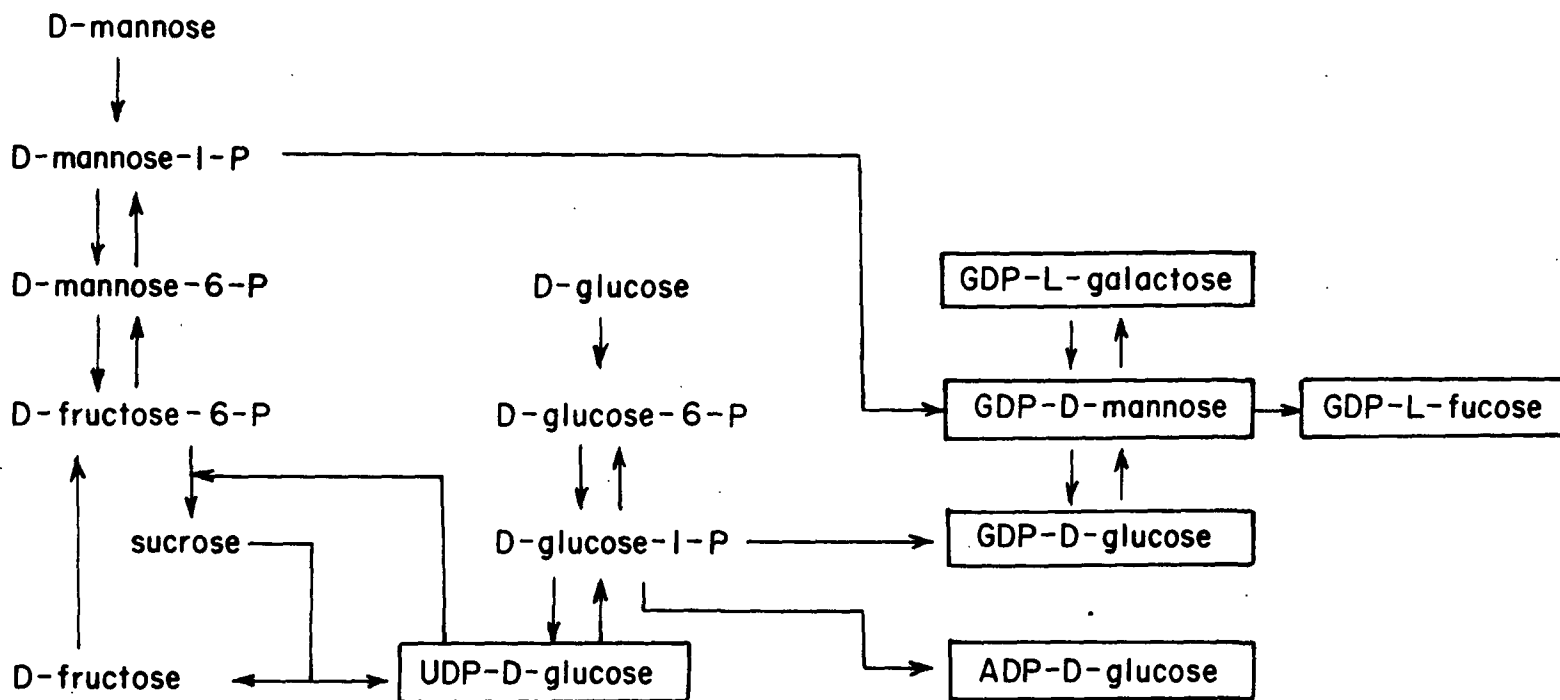 D-mannose
D-mannose-1-P
D-mannose-6-P
D-glucose
GDP-L-galactose
D-fructose-6-P
D-glucose-6-P
GDP-D-mannose
GDP-L-fucose
sucrose
D-glucose-1-P
GDP-D-glucose
D-fructose
UDP-D-glucose
ADP-D-glucose